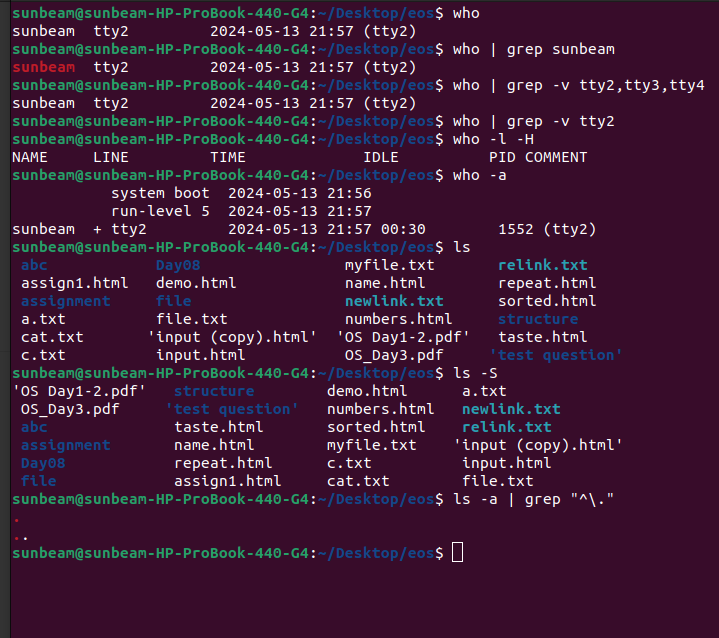 sunbeam@sunbeam-HP-ProBook-440-G4:~/Desktop/eos$ who
sunbeam  tty2         2024-05-13 21:57 (tty2)
sunbeam@sunbeam-HP-ProBook-440-G4:~/Desktop/eos$ who | grep sunbeam
sunbeam  tty2         2024-05-13 21:57 (tty2)
sunbeam@sunbeam-HP-ProBook-440-G4:~/Desktop/eos$ who | grep -v tty2,tty3,tty4
sunbeam  tty2         2024-05-13 21:57 (tty2)
sunbeam@sunbeam-HP-ProBook-440-G4:~/Desktop/eos$ who | grep -v tty2
sunbeam@sunbeam-HP-ProBook-440-G4:~/Desktop/eos$ who -l -H
NAME     LINE         TIME             IDLE          PID COMMENT
sunbeam@sunbeam-HP-ProBook-440-G4:~/Desktop/eos$ who -a
           system boot  2024-05-13 21:56
           run-level 5  2024-05-13 21:57
sunbeam  + tty2         2024-05-13 21:57 00:30        1552 (tty2)
sunbeam@sunbeam-HP-ProBook-440-G4:~/Desktop/eos$ ls
 abc            Day08                myfile.txt       relink.txt
 assign1.html   demo.html            name.html        repeat.html
 assignment     file                 newlink.txt      sorted.html
 a.txt          file.txt             numbers.html     structure
 cat.txt       'input (copy).html'  'OS Day1-2.pdf'   taste.html
 c.txt          input.html           OS_Day3.pdf     'test question'
sunbeam@sunbeam-HP-ProBook-440-G4:~/Desktop/eos$ ls -S
'OS Day1-2.pdf'   structure        demo.html      a.txt
 OS_Day3.pdf     'test question'   numbers.html   newlink.txt
 abc              taste.html       sorted.html    relink.txt
 assignment       name.html        myfile.txt    'input (copy).html'
 Day08            repeat.html      c.txt          input.html
 file             assign1.html     cat.txt        file.txt
sunbeam@sunbeam-HP-ProBook-440-G4:~/Desktop/eos$ ls -a | grep "^\."
.
..
sunbeam@sunbeam-HP-ProBook-440-G4:~/Desktop/eos$